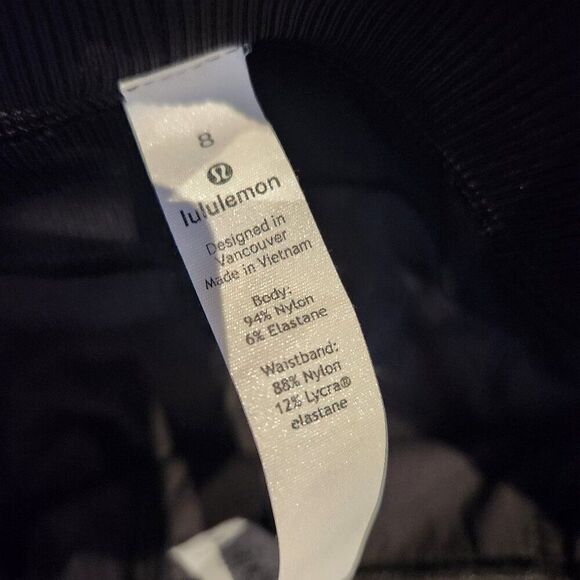 8
lululemon
Designed in
Vancouver
Made in Vietnam
Body:
94% Nylon
6% Elastane
Waistband:
88% Nylon
12% Lycra®
elastane